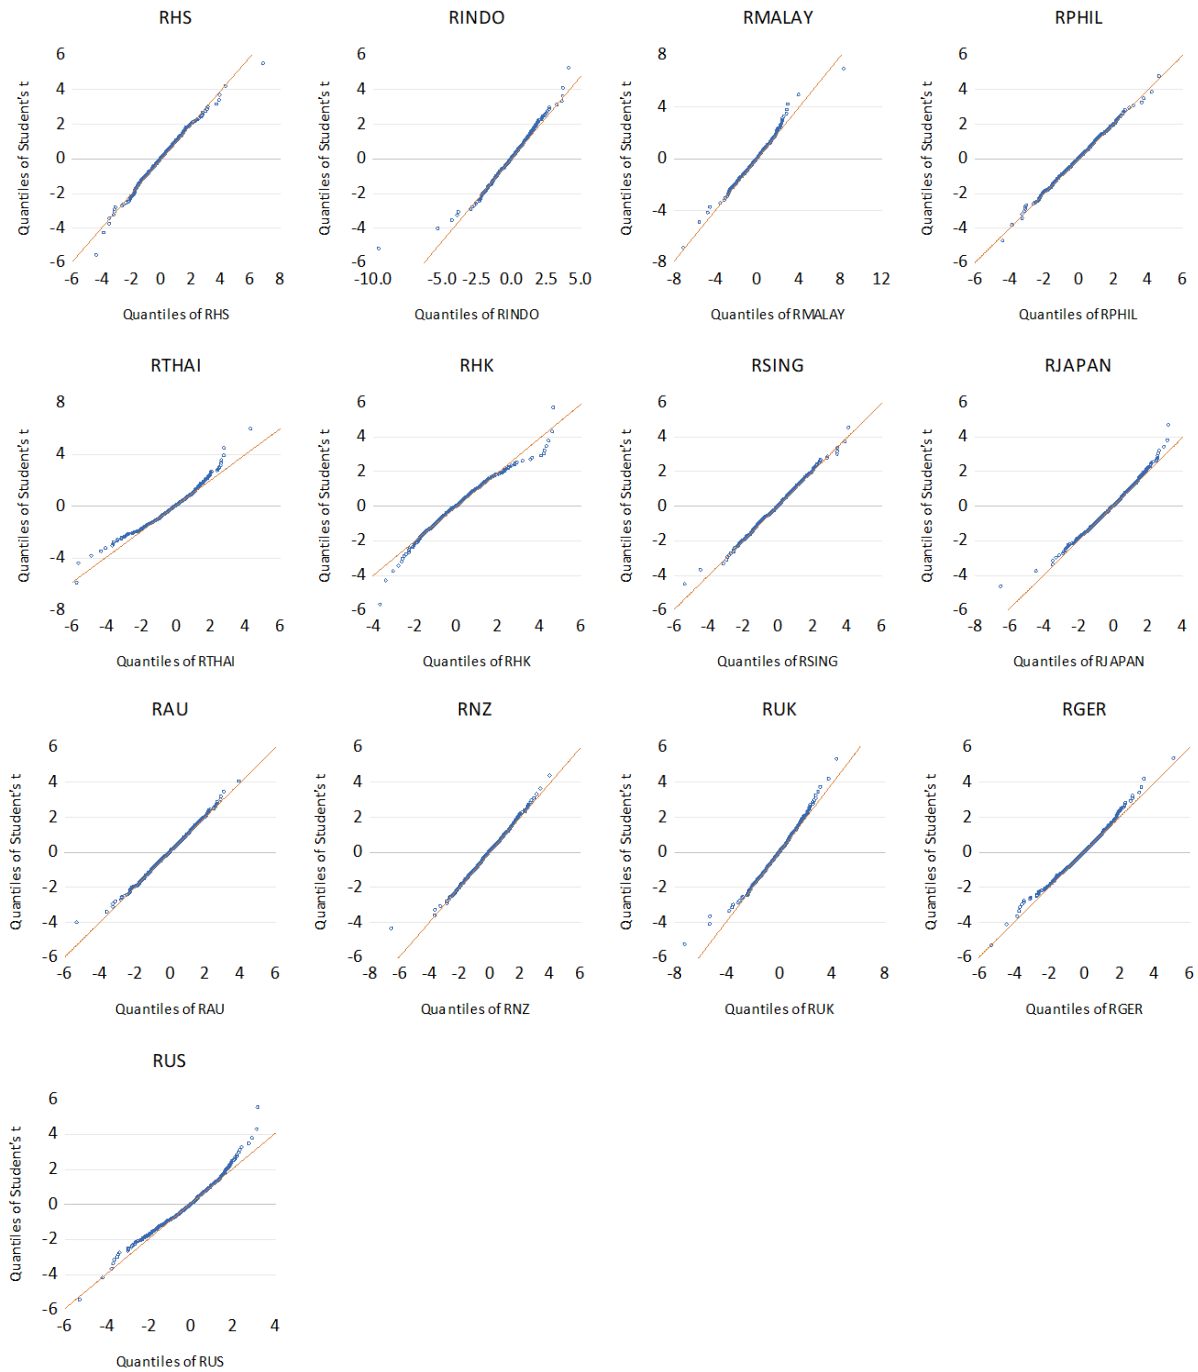 RHS
RINDO
RMALAY
RPHIL
Quantiles of Student's t
6
4
2
0
-2
-4
-6
-6 -4 -2 0 2 4 6 8
Quantiles of RHS
Quantiles of Student's t
6
4
2
0
-2
-4
-6
-10.0 -5.0 -2.5 0.0 2.5 5.0
Quantiles of RINDO
Quantiles of Student's t
8
4
0
-4
-8
-8 -4 0 4 8 12
Quantiles of RMALAY
Quantiles of Student's t
6
4
2
0
-2
-4
-6
-6 -4 -2 0 2 4 6
Quantiles of RPHIL
RTHAI
RHK
RSING
RJAPAN
Quantiles of Student's t
8
4
0
-4
-8
-6 -4 -2 0 2 4 6
Quantiles of RTHAI
Quantiles of Student's t
6
4
2
0
-2
-4
-6
-4 -2 0 2 4 6
Quantiles of RHK
Quantiles of Student's t
6
4
2
0
-2
-4
-6
-6 -4 -2 0 2 4 6
Quantiles of RSING
Quantiles of Student's t
6
4
2
0
-2
-4
-6
-8 -6 -4 -2 0 2 4
Quantiles of RJAPAN
RAU
RNZ
RUK
RGER
Quantiles of Student's t
6
4
2
0
-2
-4
-6
-6 -4 -2 0 2 4 6
Quantiles of RAU
Quantiles of Student's t
6
4
2
0
-2
-4
-6
-8 -6 -4 -2 0 2 4 6
Quantiles of RNZ
Quantiles of Student's t
6
4
2
0
-2
-4
-6
-8 -4 0 4 8
Quantiles of RUK
Quantiles of Student's t
6
4
2
0
-2
-4
-6
-6 -4 -2 0 2 4 6
Quantiles of RGER
RUS
Quantiles of Student's t
6
4
2
0
-2
-4
-6
-6 -4 -2 0 2 4
Quantiles of RUS